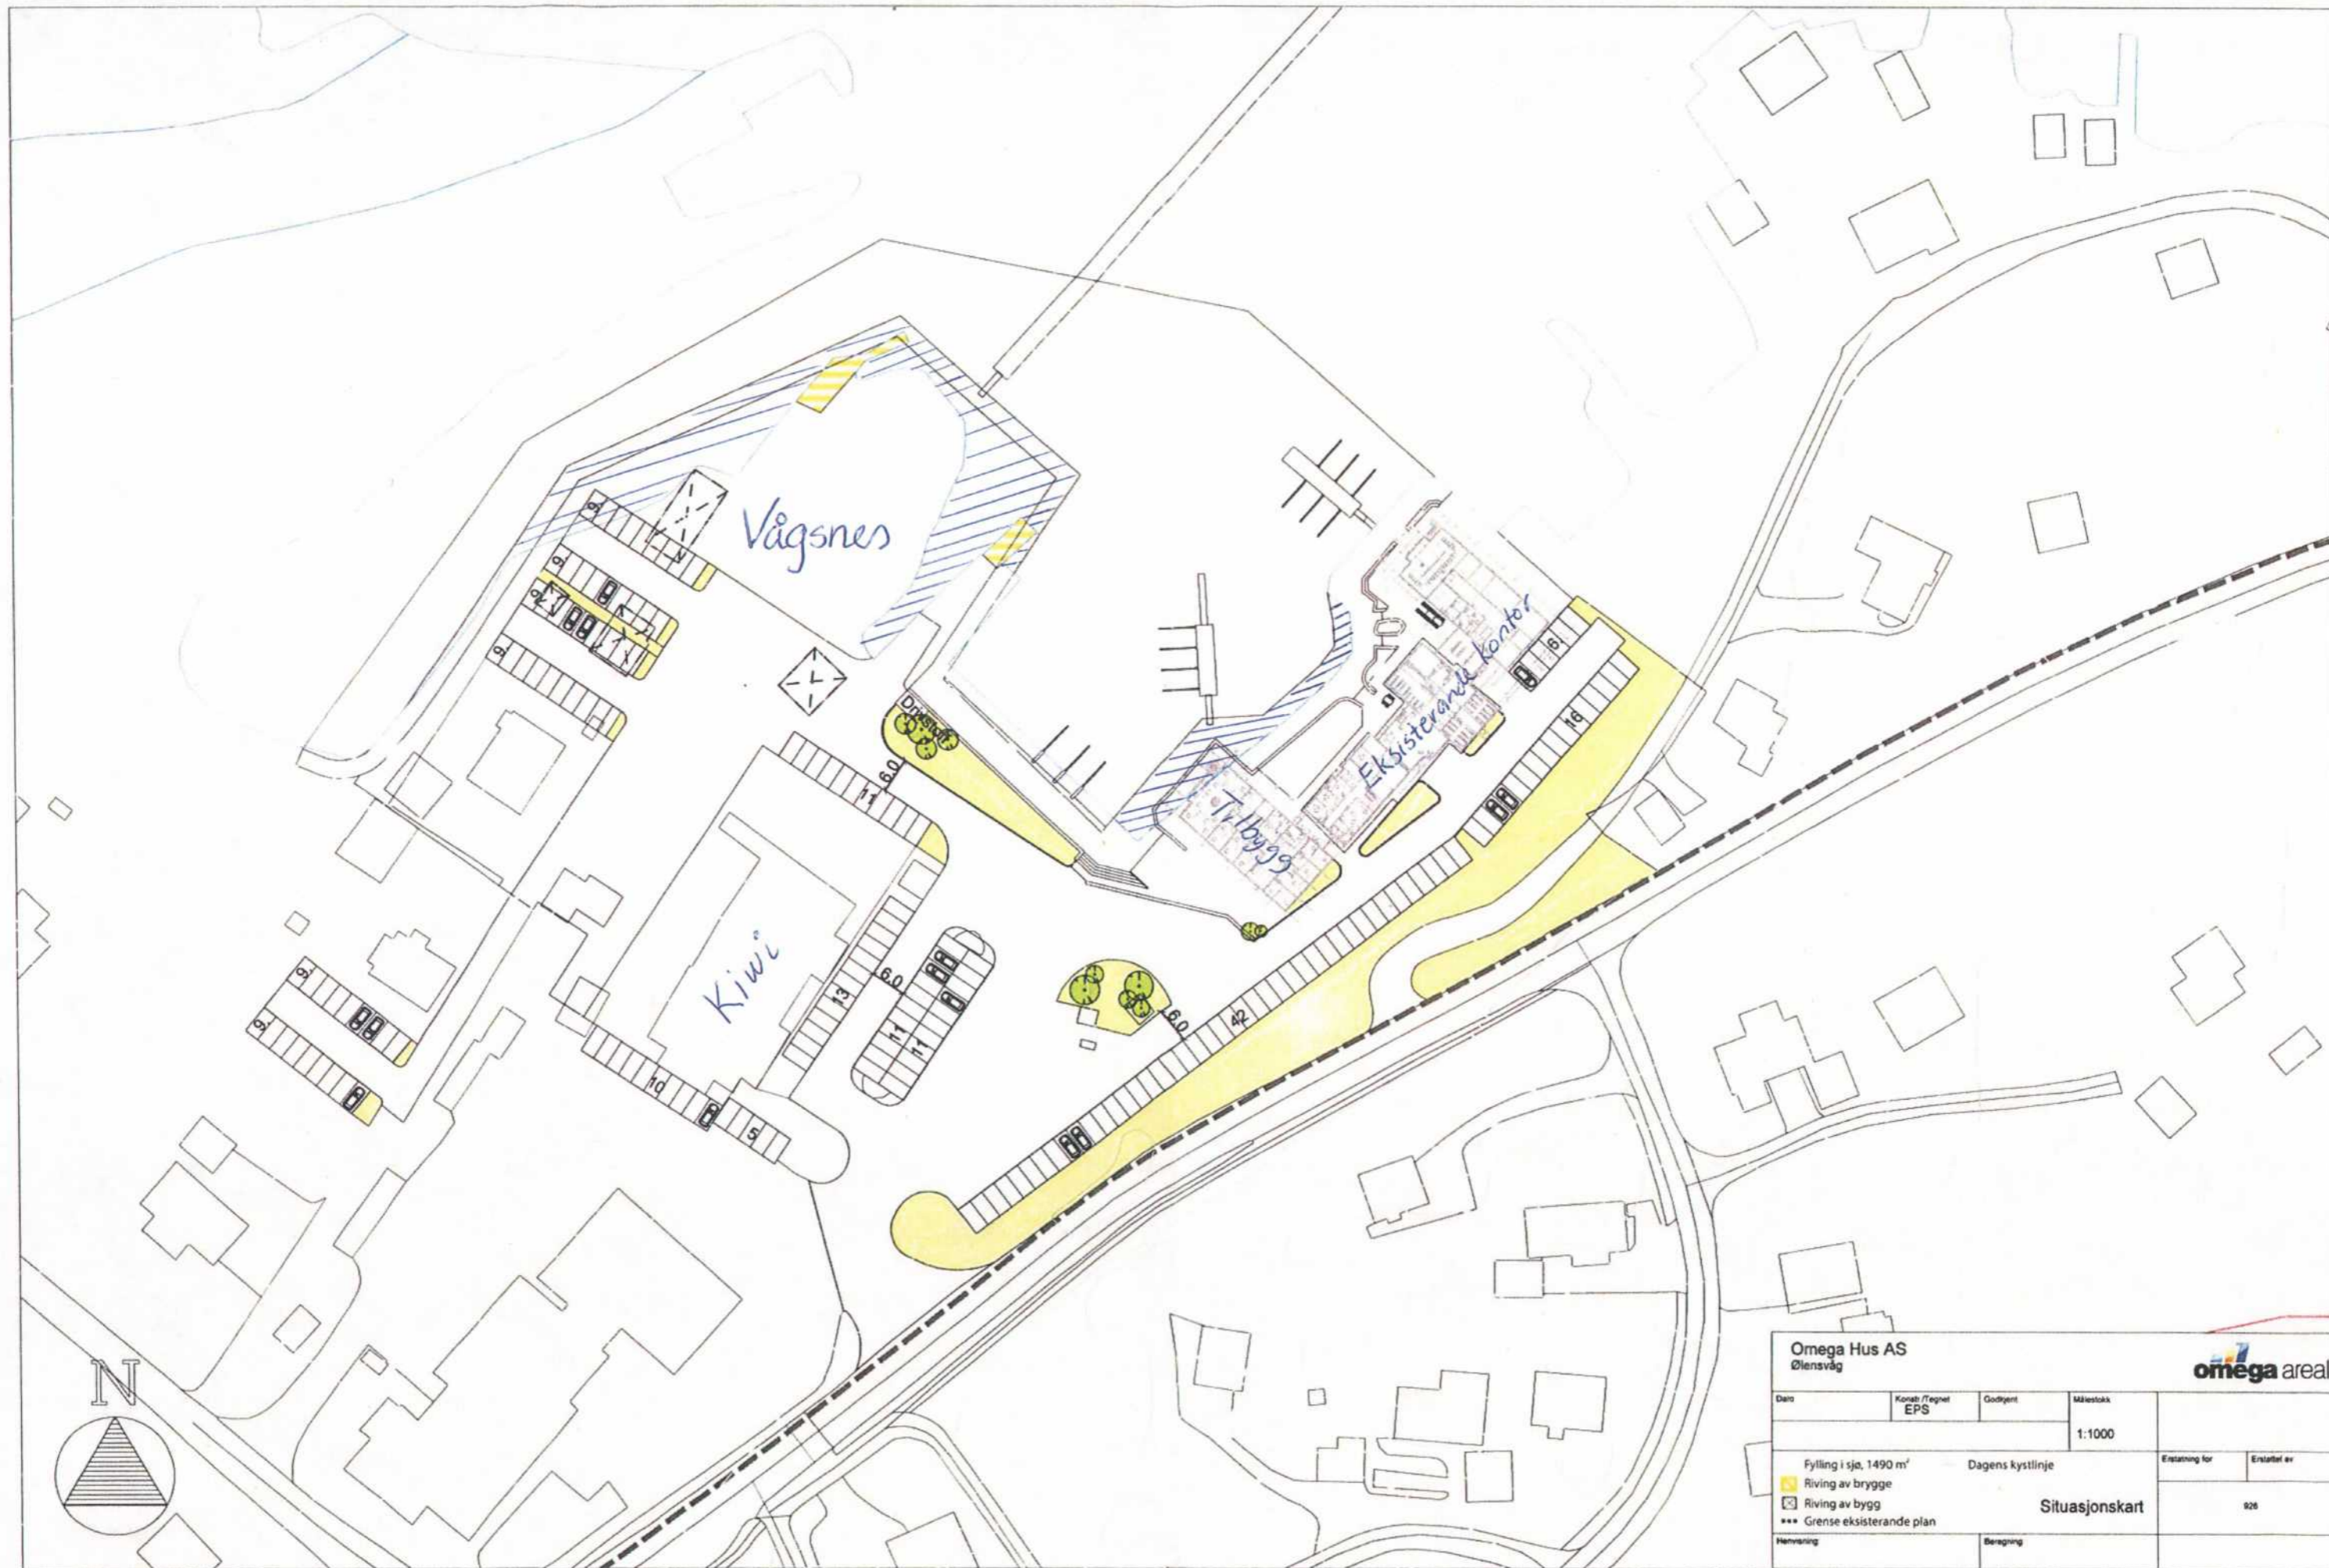 Vågsnes
Eksisterande kontor
Tilbygg
Kiwi
Drivstoff
9
9
9
9
6
16
11
6.0
13
6.0
11
11
42
6.0
9
9
10
5
N
Omega Hus AS
Ølensvåg
omega areal
Dato
Konstr./Tegnet
EPS
Godkjent
Målestokk
1:1000
Fylling i sjø, 1490 m²
Dagens kystlinje
Riving av brygge
Riving av bygg
Grense eksisterande plan
Situasjonskart
Erstatning for
Erstattet av
926
Henvisning
Beregning